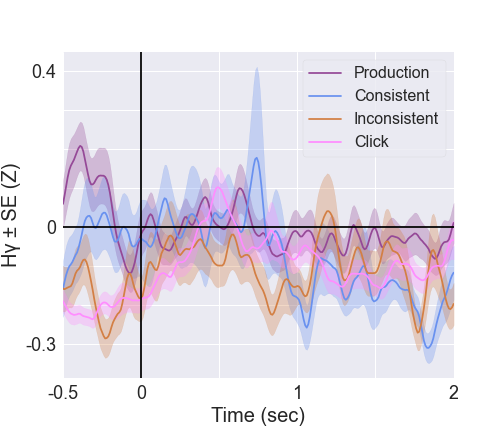 Production
Consistent
Inconsistent
Click
0.4
0
-0.3
Hγ ± SE (Z)
-0.5
0
1
2
Time (sec)